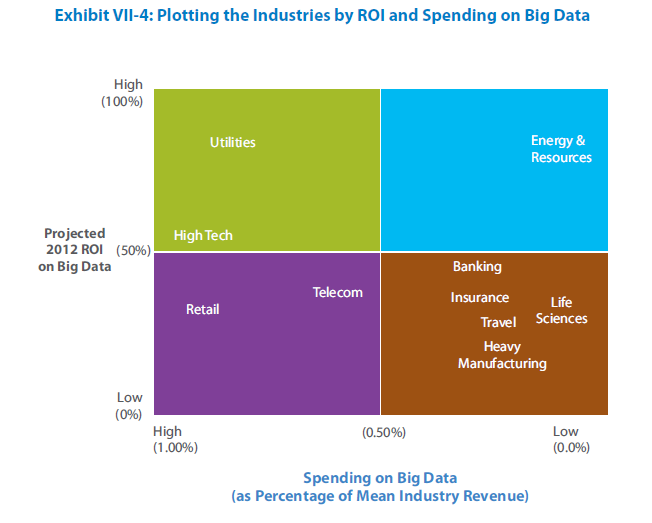 Exhibit VII-4: Plotting the Industries by ROI and Spending on Big Data
High
(100%)
Utilities
Energy &
Resources
High Tech
Projected
2012 ROI
on Big Data
(50%)
Banking
Telecom
Insurance
Life
Sciences
Retail
Travel
Heavy
Manufacturing
Low
(0%)
High
(1.00%)
(0.50%)
Low
(0.0%)
Spending on Big Data
(as Percentage of Mean Industry Revenue)